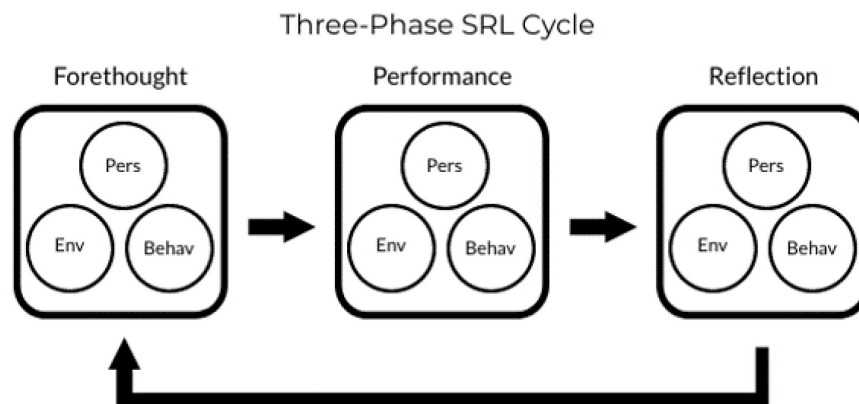 Three-Phase SRL Cycle
Forethought
Performance
Reflection
Pers
Env
Behav
Pers
Env
Behav
Pers
Env
Behav